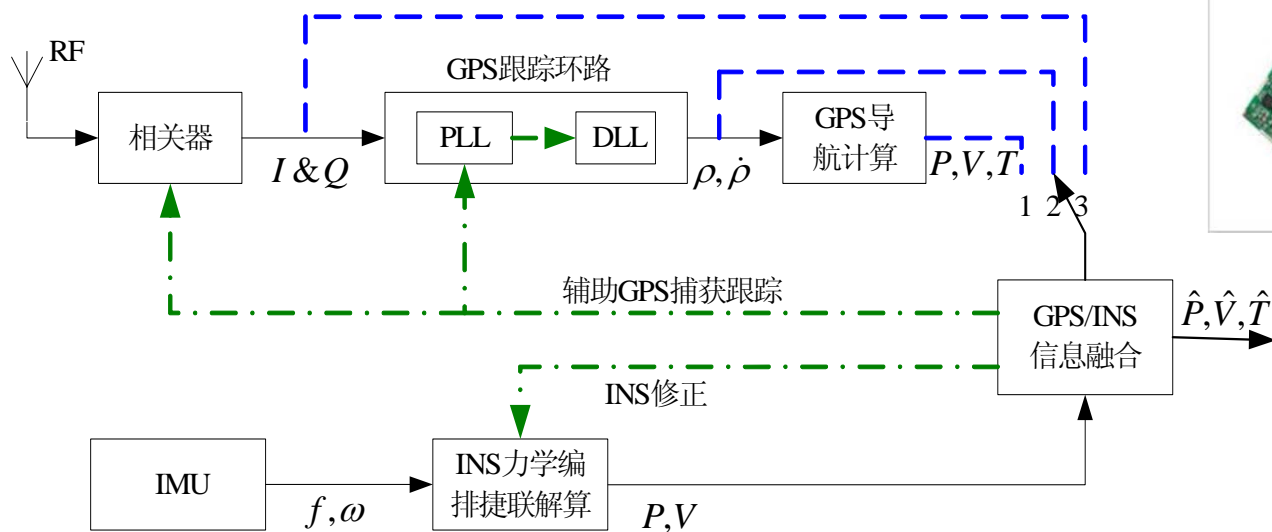 RF
GPS跟踪环路
相关器
PLL
DLL
GPS导
航计算
I & Q
ρ, ρ̇
P,V,T
1 2 3
辅助GPS捕获跟踪
GPS/INS
信息融合
P̂,V̂,T̂
INS修正
IMU
INS力学编
排捷联解算
f,ω
P,V